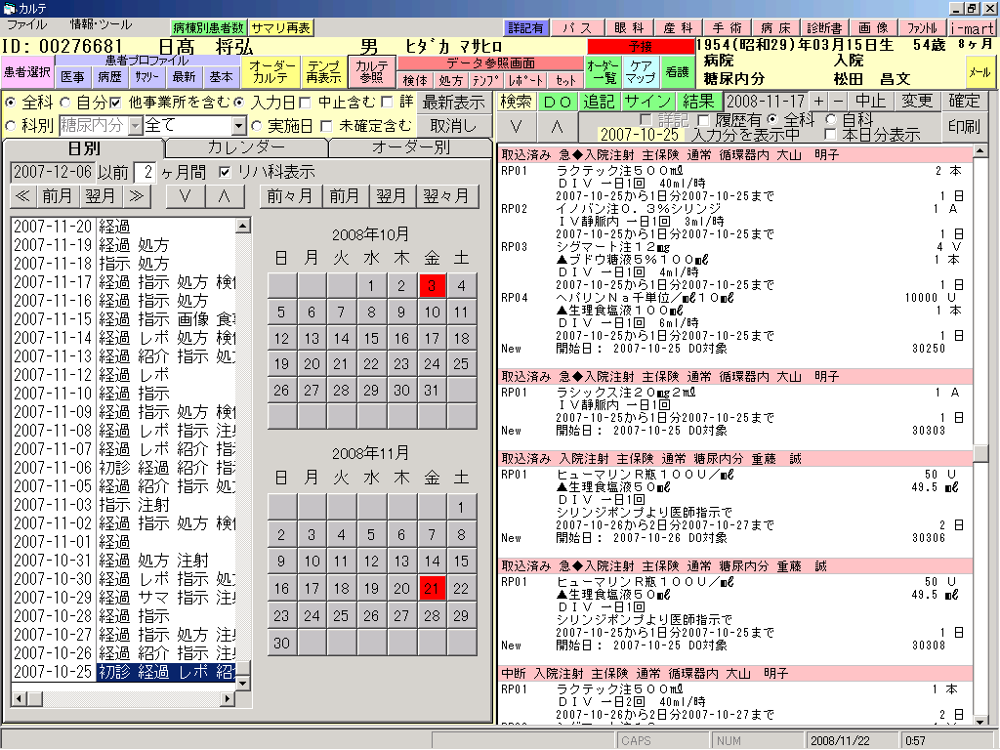 カルテ
ファイル 情報・ツール 病棟別患者数 サマリ再表 詳記有 パス 眼科 産科 手術 病床 診断書 画像 ファントル i-mart
ID: 00276681 日高 将弘 男 ヒダカ マサヒロ 予接 1954(昭和29)年03月15日生 54歳 8ヶ月
患者選択 患者プロファイル 医事 病歴 サマリー 最新 基本 オーダーカルテ テンプ再表示 カルテ参照 データ参照画面 検体 処方 テンプ レポート セット オーダー一覧 ケアマップ 看護 病院 入院 メール
糖尿内分 松田 昌文
全科 自分 他事業所を含む 入力日 中止含む 詳 最新表示 検索 DO 追記 サイン 結果 2008-11-17 + - 中止 変更 確定
科別 糖尿内分 全て 実施日 未確定含む 取消し ∨ ∧ 詳記 履歴有 全科 自科 印刷
2007-10-25 入力分を表示中 本日分表示
日別 カレンダー オーダー別
2007-12-06 以前 2 ヶ月間 リハ科表示
≪ 前月 翌月 ≫ ∨ ∧ 前々月 前月 翌月 翌々月
2007-11-20 経過
2007-11-19 経過 処方
2007-11-18 指示 処方
2007-11-17 経過 指示 処方 検体
2007-11-16 経過 指示 処方
2007-11-15 経過 指示 画像 食事
2007-11-14 経過 レポ 処方 検体
2007-11-13 経過 紹介 指示 処方
2007-11-12 経過 レポ
2007-11-10 経過 指示
2007-11-09 経過 指示 処方 検体
2007-11-08 経過 レポ 指示 注射
2007-11-07 経過 レポ 紹介 指示
2007-11-06 初診 経過 紹介 指示
2007-11-05 経過 紹介 指示 処方
2007-11-03 指示 注射
2007-11-02 経過 指示 処方 検体
2007-11-01 経過
2007-10-31 経過 処方 注射
2007-10-30 経過 レポ 指示 処方
2007-10-29 経過 サマ 指示 注射
2007-10-28 経過 指示
2007-10-27 経過 指示 処方 注射
2007-10-26 経過 紹介 指示 注射
2007-10-25 初診 経過 レポ 紹介
2008年10月
日 月 火 水 木 金 土
1 2 3 4
5 6 7 8 9 10 11
12 13 14 15 16 17 18
19 20 21 22 23 24 25
26 27 28 29 30 31
2008年11月
日 月 火 水 木 金 土
1
2 3 4 5 6 7 8
9 10 11 12 13 14 15
16 17 18 19 20 21 22
23 24 25 26 27 28 29
30
取込済み 急◆入院注射 主保険 通常 循環器内 大山 明子
RP01 ラクテック注500㎖ 2 本
DIV 一日1回 40ml/時
2007-10-25から1日分2007-10-25まで 1 日
RP02 イノバン注0.3%シリンジ 1 A
IV静脈内 一日1回 3ml/時
2007-10-25から1日分2007-10-25まで 1 日
RP03 シグマート注12mg 4 V
▲ブドウ糖液5%100㎖ 1 本
DIV 一日1回 4ml/時
2007-10-25から1日分2007-10-25まで 1 日
RP04 ヘパリンNa千単位/㎖10㎖ 10000 U
▲生理食塩液100㎖ 1 本
DIV 一日1回 6ml/時
2007-10-25から1日分2007-10-25まで 1 日
New 開始日: 2007-10-25 DO対象 30250
取込済み 急◆入院注射 主保険 通常 循環器内 大山 明子
RP01 ラシックス注20mg2㎖ 1 A
IV静脈内 一日1回
2007-10-25から1日分2007-10-25まで 1 日
New 開始日: 2007-10-25 DO対象 30303
取込済み 入院注射 主保険 通常 糖尿内分 重藤 誠
RP01 ヒューマリンR瓶100U/㎖ 50 U
▲生理食塩液50㎖ 49.5 ㎖
DIV 一日1回
シリンジポンプより医師指示で
2007-10-26から2日分2007-10-27まで 2 日
New 開始日: 2007-10-26 DO対象 30306
取込済み 急◆入院注射 主保険 通常 糖尿内分 重藤 誠
RP01 ヒューマリンR瓶100U/㎖ 50 U
▲生理食塩液50㎖ 49.5 ㎖
DIV 一日1回
シリンジポンプより医師指示で
2007-10-25から1日分2007-10-25まで 1 日
New 開始日: 2007-10-25 DO対象 30308
中断 入院注射 主保険 通常 循環器内 大山 明子
RP01 ラクテック注500㎖ 1 本
DIV 一日2回 40ml/時
2007-10-26から2日分2007-10-27まで 2 日
CAPS NUM 2008/11/22 0:57